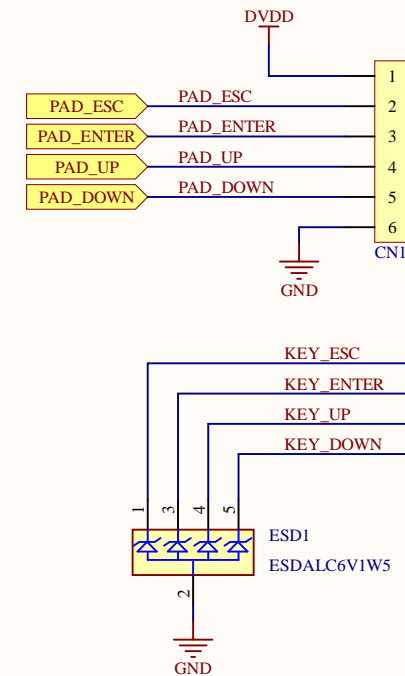 DVDD
1
PAD_ESC PAD_ESC 2
PAD_ENTER PAD_ENTER 3
PAD_UP PAD_UP 4
PAD_DOWN PAD_DOWN 5
6
CN1
GND
KEY_ESC
KEY_ENTER
KEY_UP
KEY_DOWN
1 3 4 5
ESD1
ESDALC6V1W5
2
GND